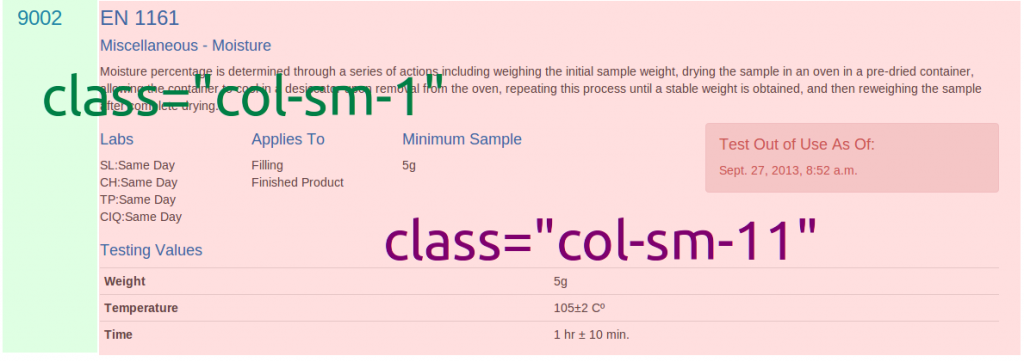 9002 EN 1161
Miscellaneous - Moisture
Moisture percentage is determined through a series of actions including weighing the initial sample weight, drying the sample in an oven in a pre-dried container,
allowing the container to cool in a desiccator upon removal from the oven, repeating this process until a stable weight is obtained, and then reweighing the sample
after complete drying.
class="col-sm-1"
Labs Applies To Minimum Sample Test Out of Use As Of:
SL:Same Day Filling 5g Sept. 27, 2013, 8:52 a.m.
CH:Same Day Finished Product
TP:Same Day
CIQ:Same Day
class="col-sm-11"
Testing Values
Weight 5g
Temperature 105±2 Cº
Time 1 hr ± 10 min.